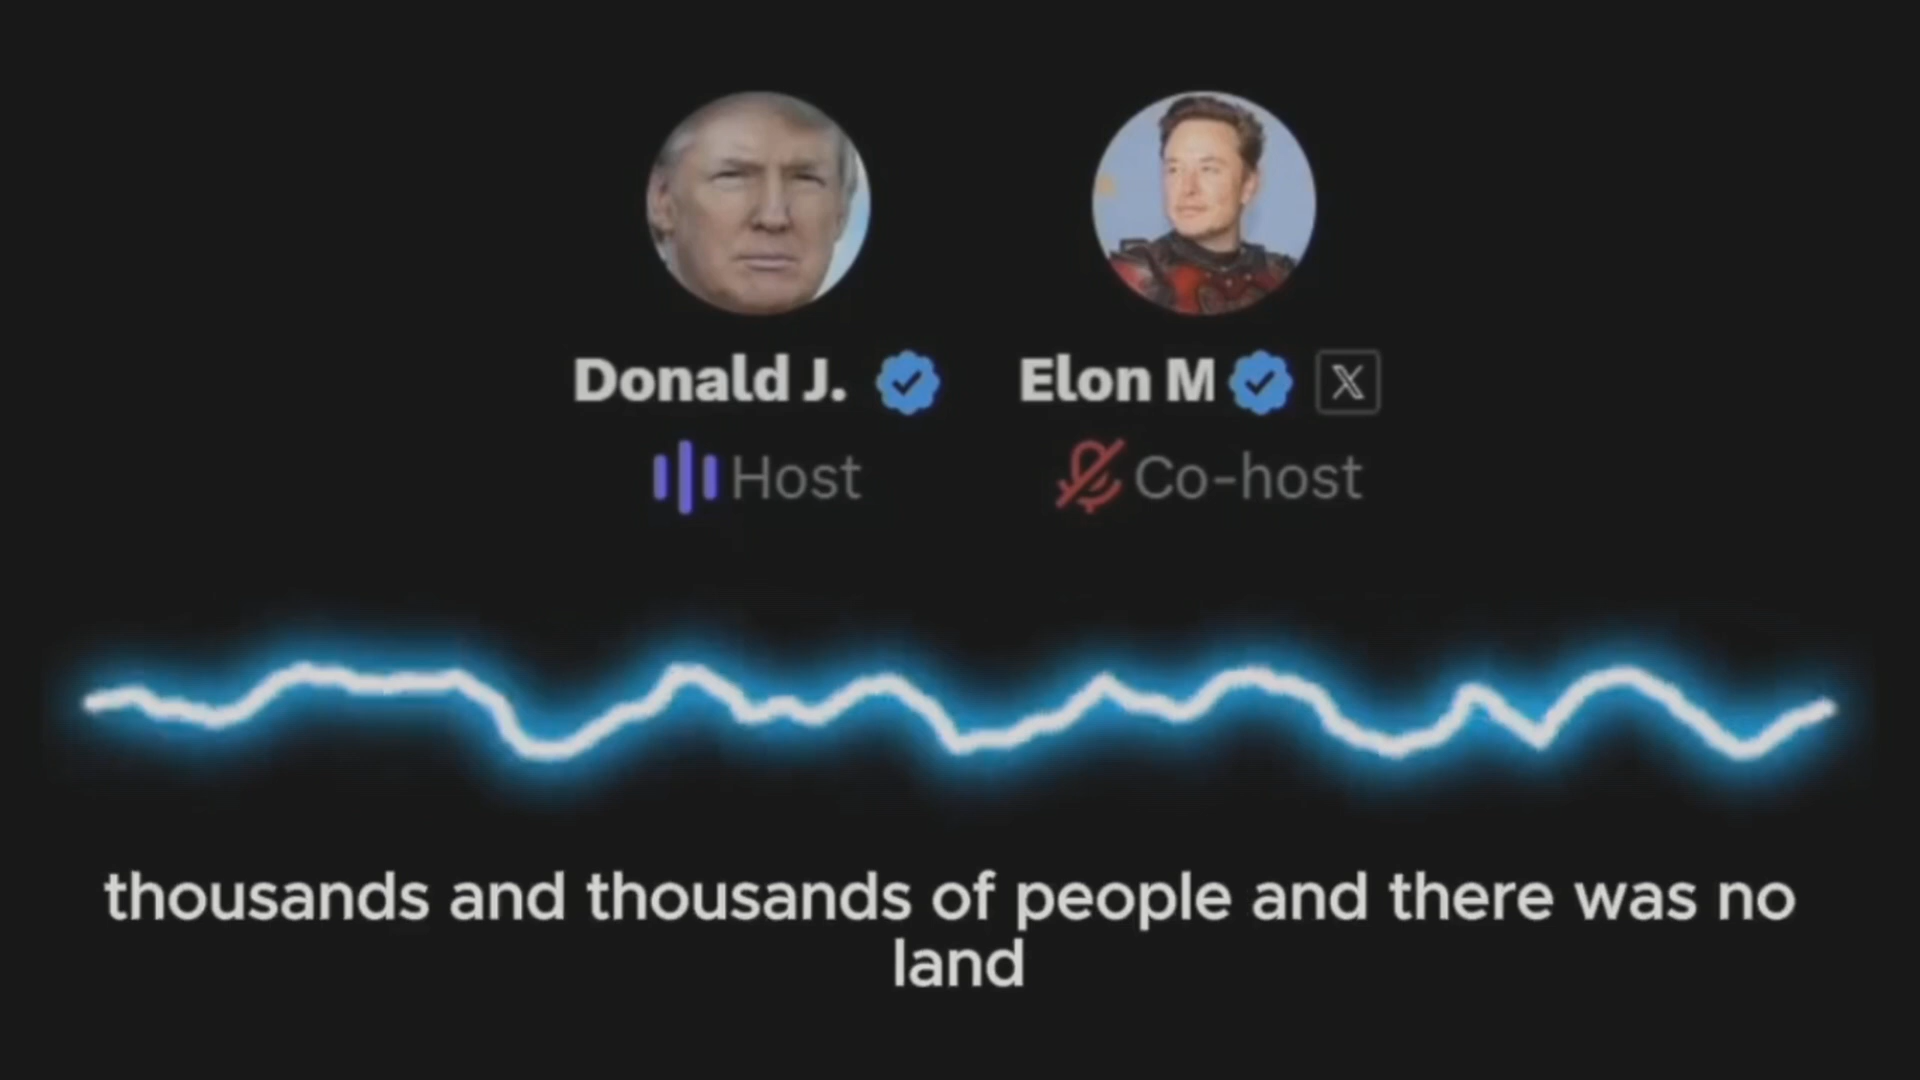 Donald J.
Elon M
Host
Co-host
thousands and thousands of people and there was no
land